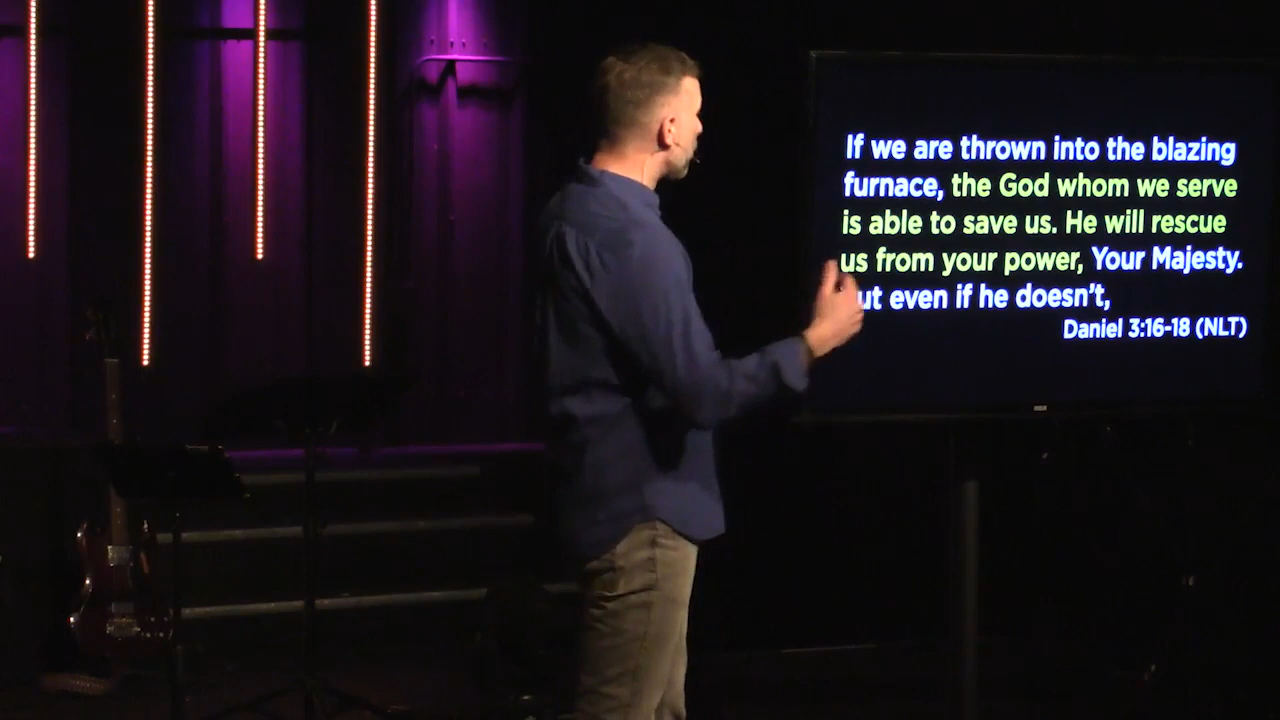 If we are thrown into the blazing
furnace, the God whom we serve
is able to save us. He will rescue
us from your power, Your Majesty.
ut even if he doesn't,
Daniel 3:16-18 (NLT)